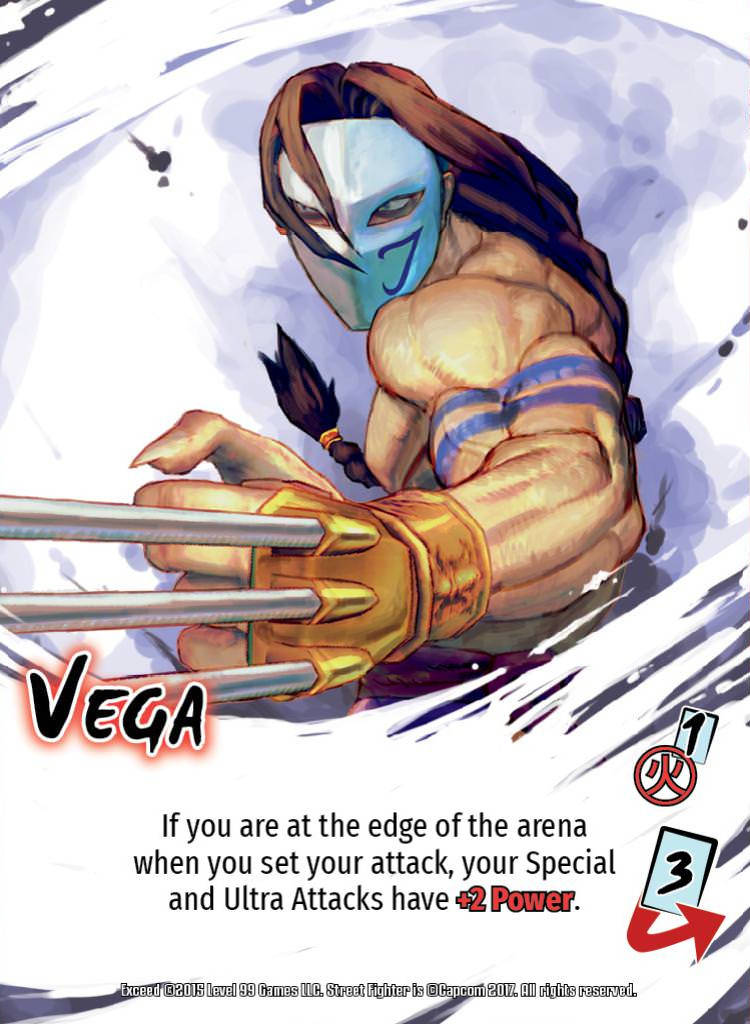 VEGA
1
火
If you are at the edge of the arena
when you set your attack, your Special
and Ultra Attacks have +2 Power.
3
Exceed ©2015 Level 99 Games LLC. Street Fighter is ©Capcom 2017. All rights reserved.